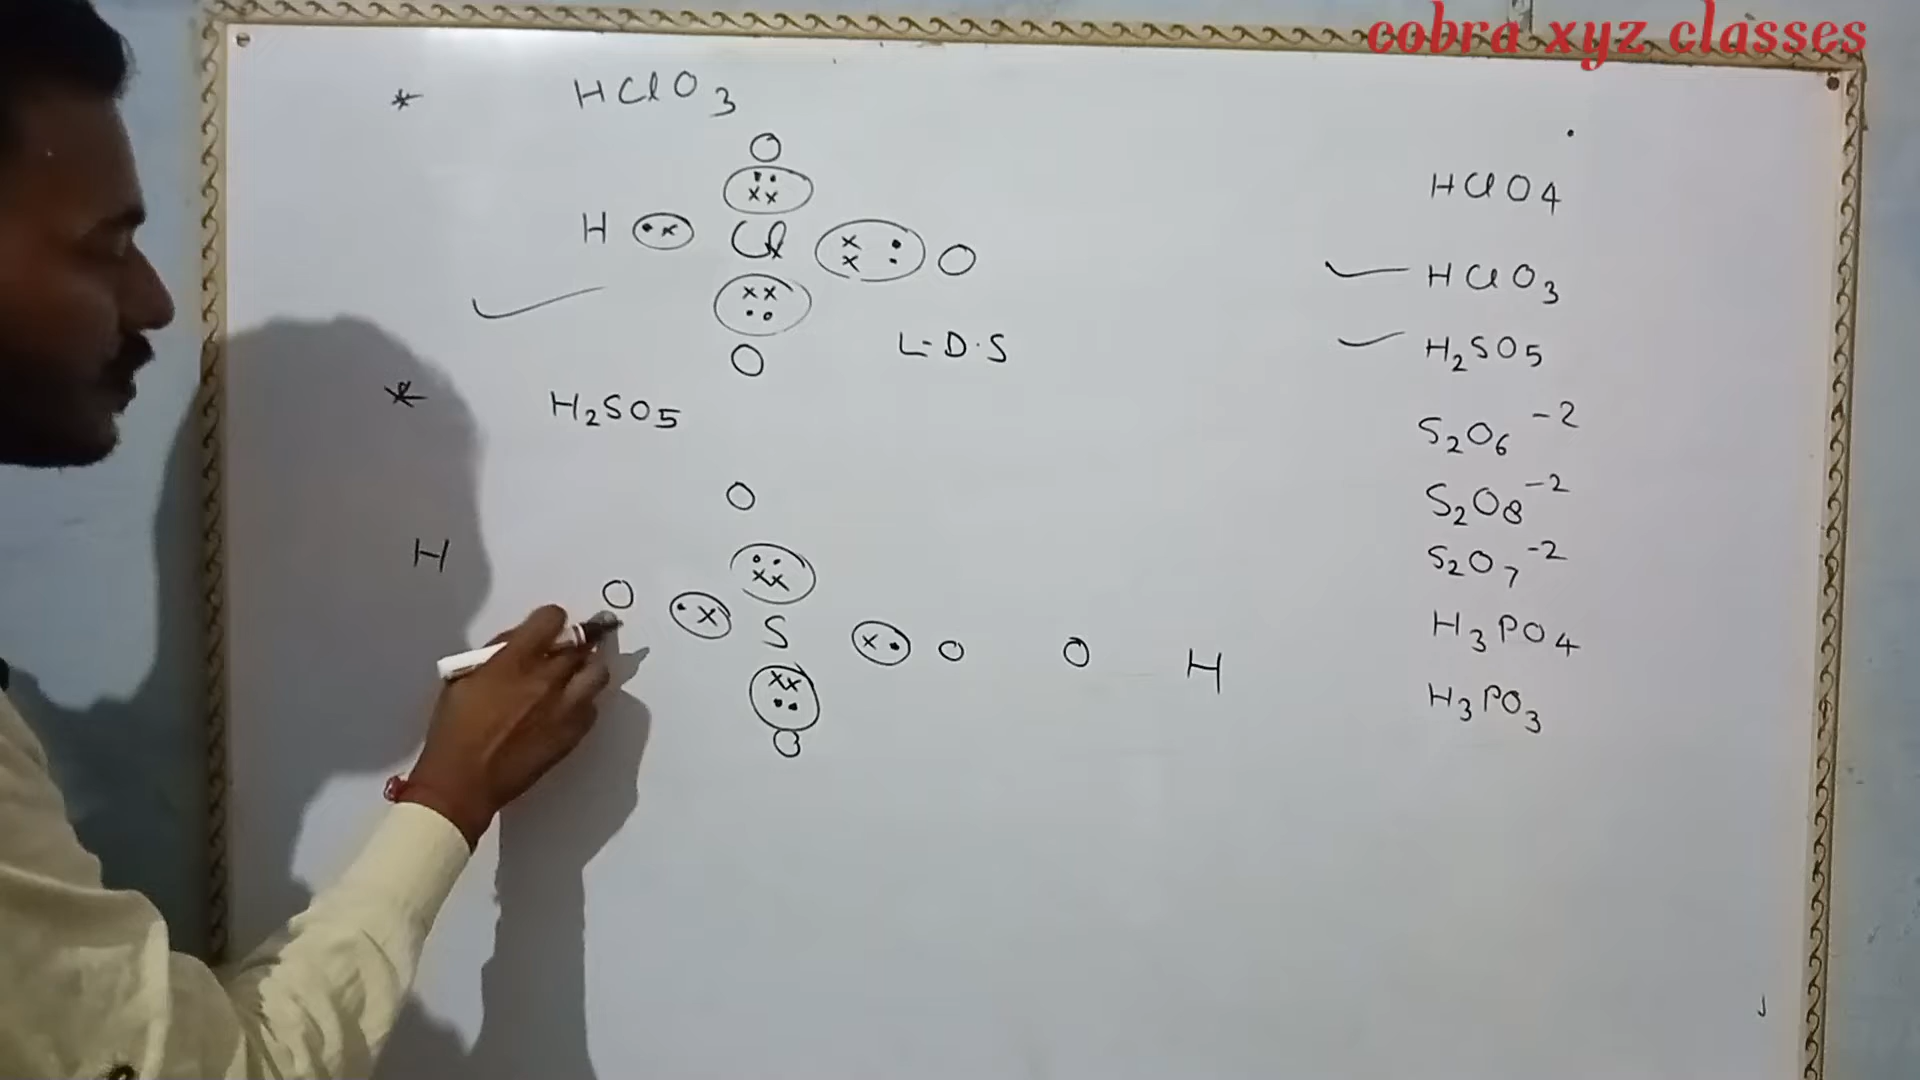 cobra xyz classes
* HClO3
O
H Cl O
O
L.D.S
* H2SO5
O
H O S O O H
O
HClO4
HClO3
H2SO5
S2O6 -2
S2O8 -2
S2O7 -2
H3PO4
H3PO3